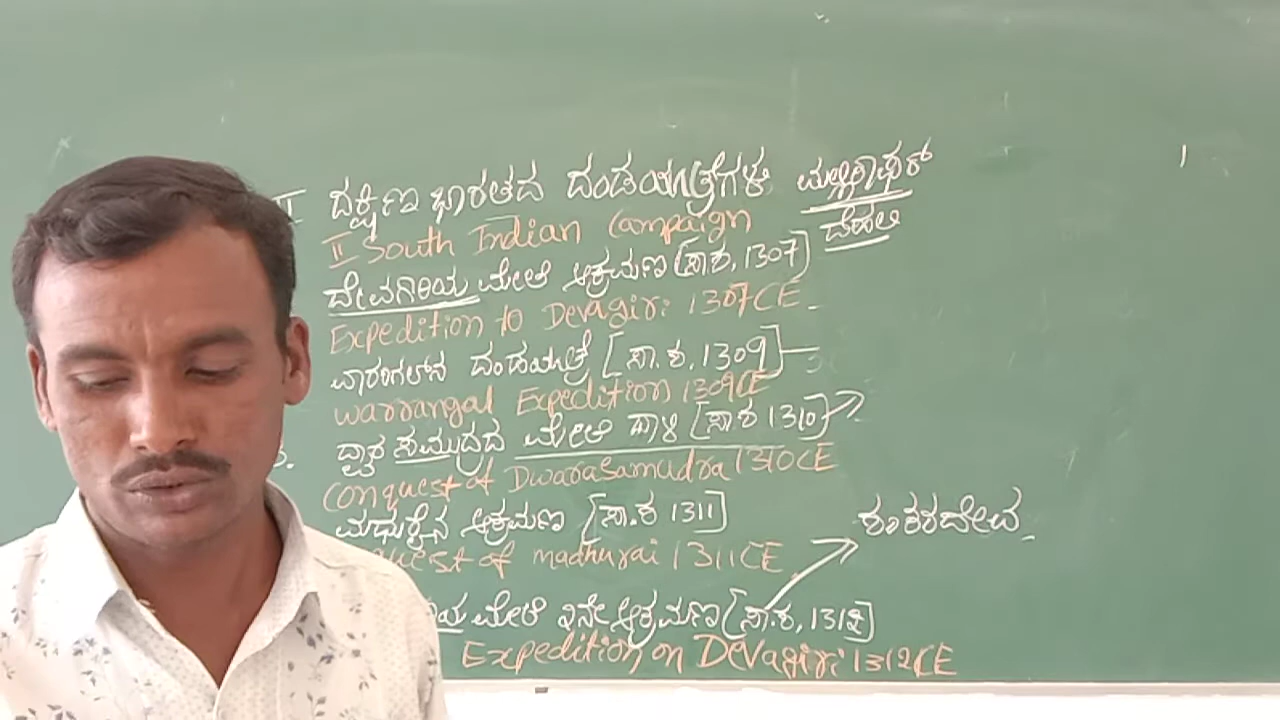 II ದಕ್ಷಿಣ ಭಾರತದ ದಂಡಯಾತ್ರೆಗಳು ಮಲ್ಲಿಕಾಫರ್
II South Indian Campaign ದೆಹಲಿ
ದೇವಗಿರಿಯ ಮೇಲೆ ಆಕ್ರಮಣ [ಸಾ.ಶ, 1307]
Expedition to Devagiri 1307CE
ವಾರಂಗಲ್‌ನ ದಂಡಯಾತ್ರೆ [ಸಾ.ಶ, 1309]
Warrangal Expedition 1309CE
ದ್ವಾರ ಸಮುದ್ರದ ಮೇಲೆ ದಾಳಿ [ಸಾ ಶ 1310]
Conquest of Dwarasamudra 1310CE
ಮಧುರೈನ ಆಕ್ರಮಣ [ಸಾ.ಶ 1311]
quest of madhurai 1311CE
ಶಂಕರದೇವ
ಯ ಮೇಲೆ ೨ನೇ ಆಕ್ರಮಣ [ಸಾ.ಶ, 1312]
Expedition on Devagiri 1312CE